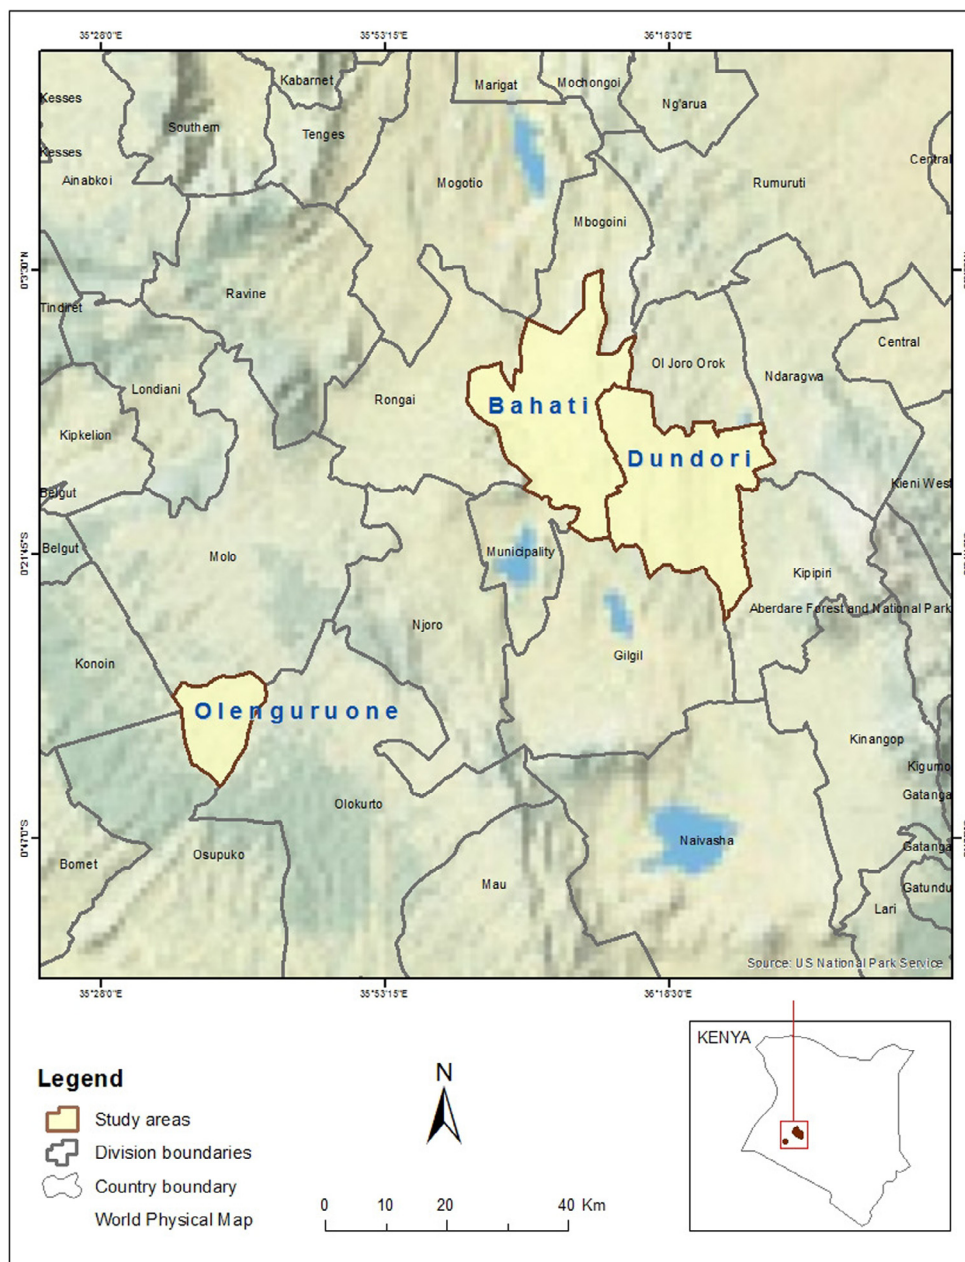 35°28'0"E 35°53'15"E 36°18'30"E
Kabarnet
Marigat
Mochongoi
Kesses
Ng'arua
Southern
Tenges
Kesses
Central
Ainabkoi
Mogotio
Rumuruti
Mbogoini
0°3'30"N
Ravine
Tindiret
Central
Ol Joro Orok
Ndaragwa
Londiani
Rongai
Bahati
Kipkelion
Dundori
Kieni West
Belgut
Belgut
Molo
Municipality
0°21'45"S
Kipipiri
Aberdare Forest and National Park
Njoro
Konoin
Gilgil
Olenguruone
Kinangop
Kigumo
Gatanga
Olokurto
0°47'0"S
Naivasha
Gatanga
Osupuko
Bomet
Mau
Gatundu
Lari
Source: US National Park Service
35°28'0"E 35°53'15"E 36°18'30"E
KENYA
Legend
Study areas
Division boundaries
Country boundary
World Physical Map
N
0 10 20 40 Km